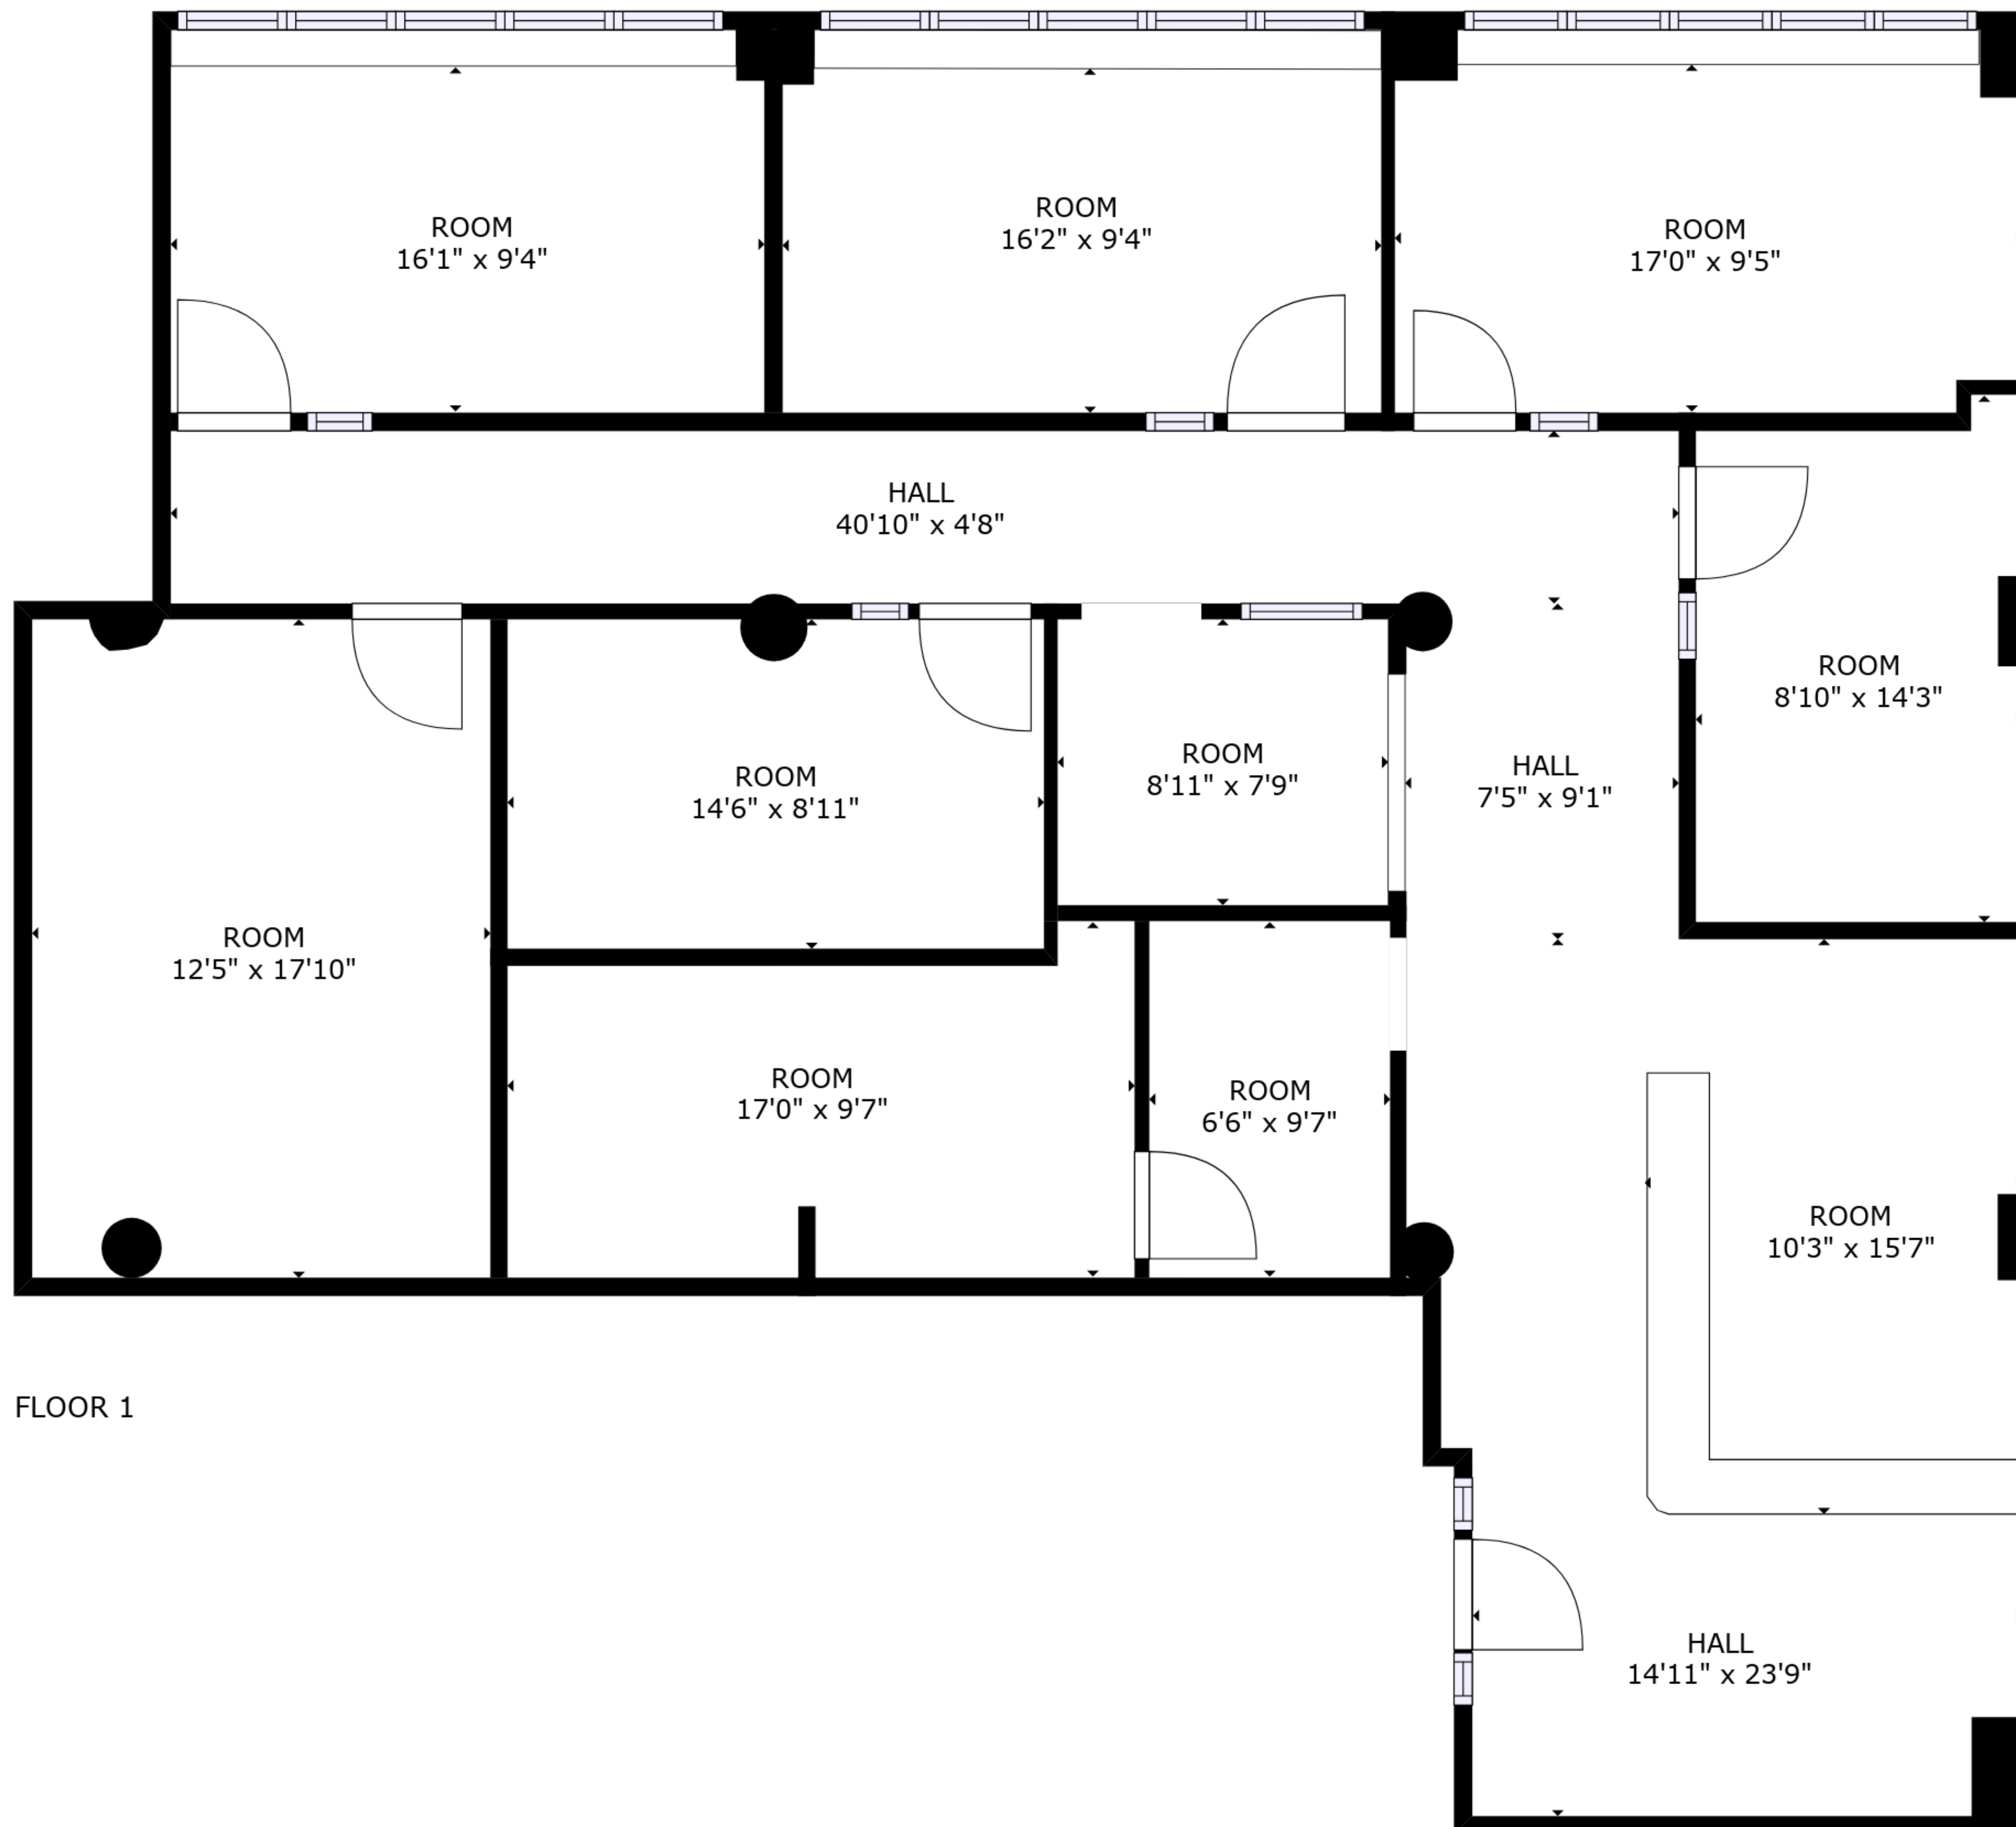 ROOM
16'1" x 9'4"
ROOM
16'2" x 9'4"
ROOM
17'0" x 9'5"
HALL
40'10" x 4'8"
ROOM
8'10" x 14'3"
ROOM
14'6" x 8'11"
ROOM
8'11" x 7'9"
HALL
7'5" x 9'1"
ROOM
12'5" x 17'10"
ROOM
17'0" x 9'7"
ROOM
6'6" x 9'7"
ROOM
10'3" x 15'7"
FLOOR 1
HALL
14'11" x 23'9"